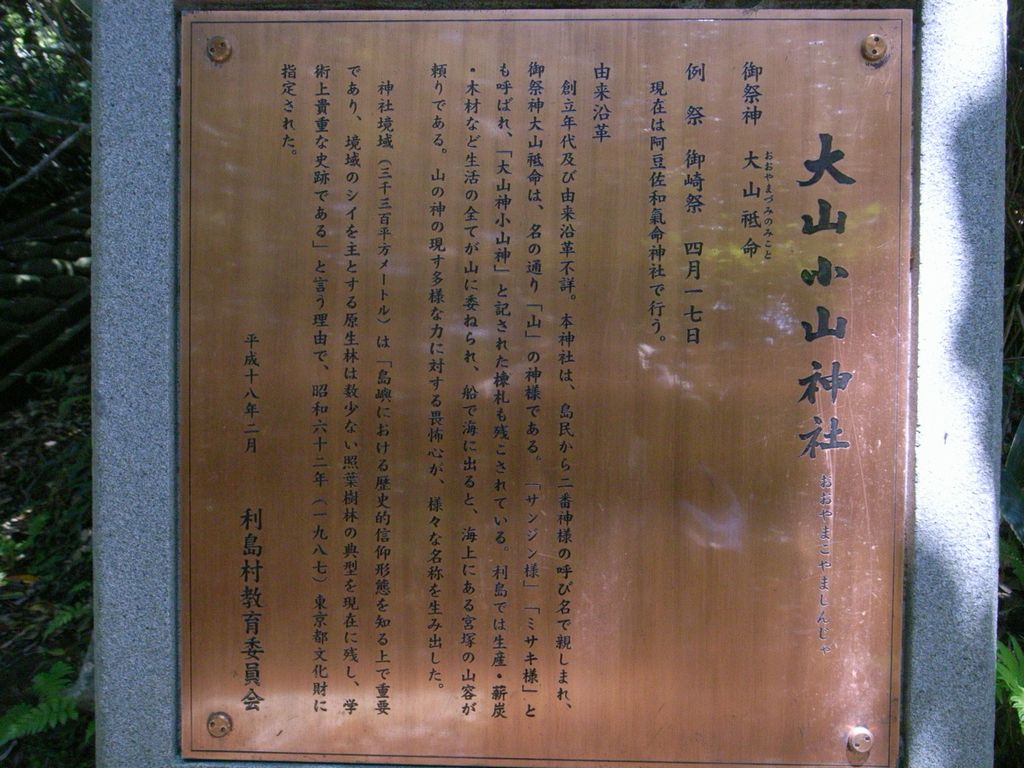 大山小山神社 おおやまこやましんじゃ
御祭神 大山祗命 おおやまづみのみこと
例祭 御崎祭 四月一七日
現在は阿豆佐和氣命神社で行う。
由来沿革
創立年代及び由来沿革不詳。本神社は、島民から二番神様の呼び名で親しまれ、
御祭神大山祗命は、名の通り「山」の神様である。「サンジン様」「ミサキ様」と
も呼ばれ、「大山神小山神」と記された棟札も残こされている。利島では生産・薪炭
・木材など生活の全てが山に委ねられ、船で海に出ると、海上にある宮塚の山容が
頼りである。山の神の現す多様な力に対する畏怖心が、様々な名称を生み出した。
神社境域（三千三百平方メートル）は「島嶼における歴史的信仰形態を知る上で重要
であり、境域のシイを主とする原生林は数少ない照葉樹林の典型を現在に残し、学
術上貴重な史跡である」と言う理由で、昭和六十二年（一九八七）東京都文化財に
指定された。
平成十八年二月 利島村教育委員会